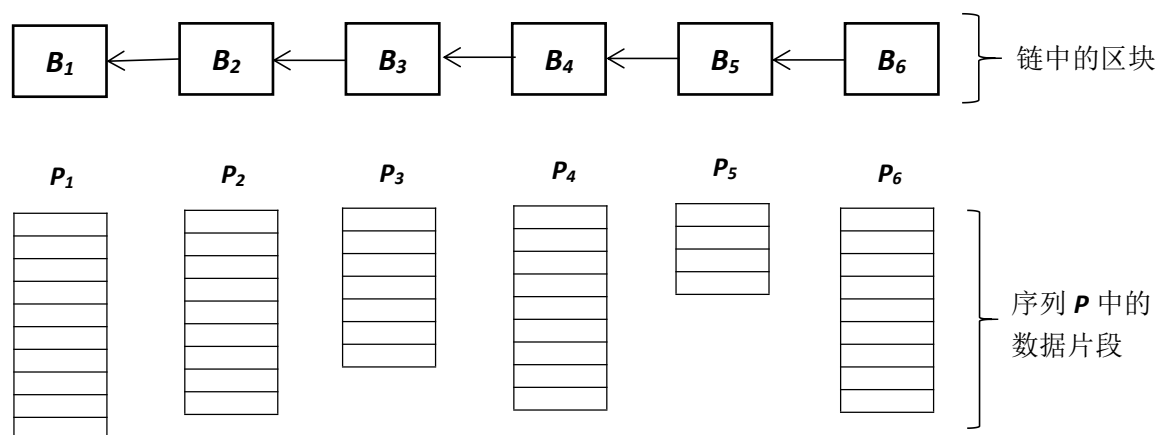 B₁ B₂ B₃ B₄ B₅ B₆
链中的区块
P₁ P₂ P₃ P₄ P₅ P₆
序列 P 中的
数据片段